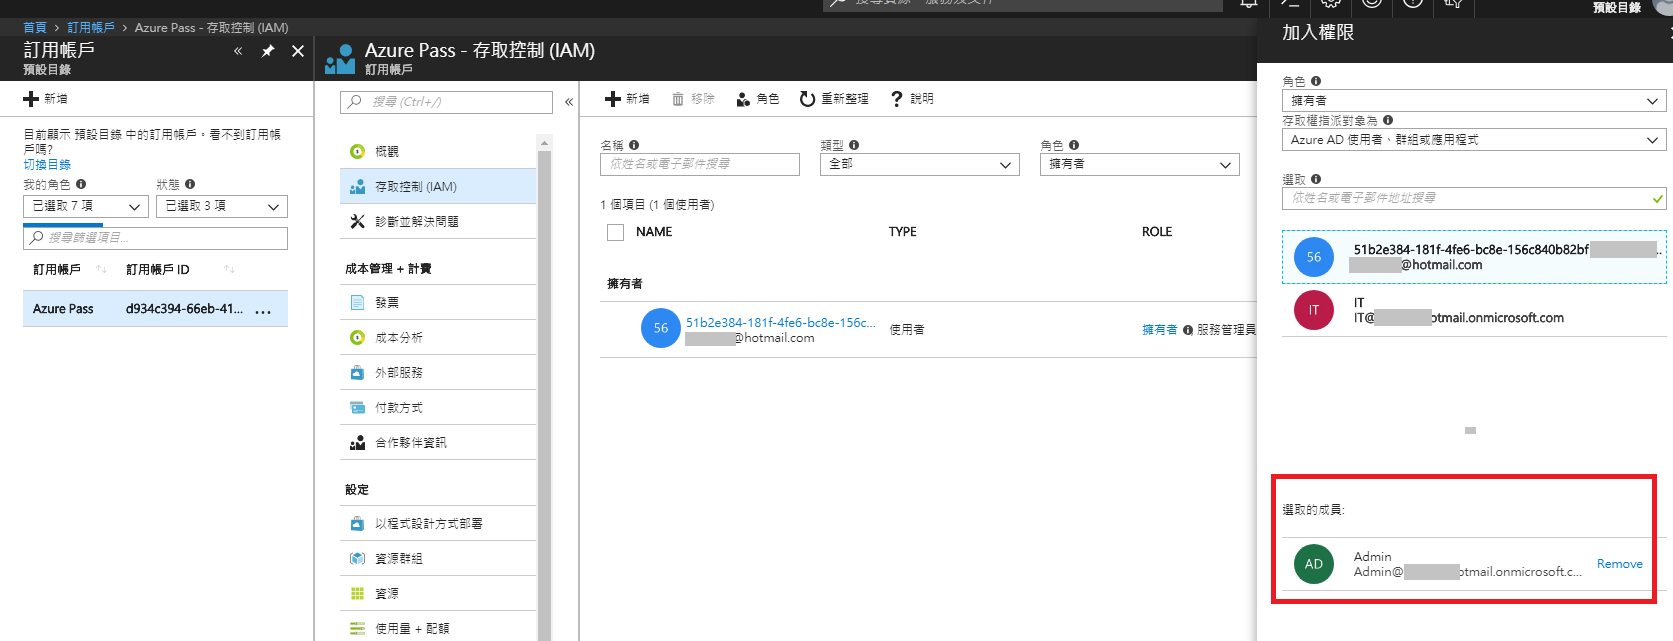 預設目錄
首頁 > 訂用帳戶 > Azure Pass - 存取控制 (IAM)
訂用帳戶
預設目錄
新增
目前顯示 預設目錄 中的訂用帳戶。看不到訂用帳
戶嗎?
切換目錄
我的角色 狀態
已選取 7 項 已選取 3 項
搜尋篩選項目...
訂用帳戶 訂用帳戶 ID
Azure Pass d934c394-66eb-41... ...
Azure Pass - 存取控制 (IAM)
訂用帳戶
搜尋 (Ctrl+/)
概觀
存取控制 (IAM)
診斷並解決問題
成本管理 + 計費
發票
成本分析
外部服務
付款方式
合作夥伴資訊
設定
以程式設計方式部署
資源群組
資源
使用量 + 配額
新增 移除 角色 重新整理 說明
名稱 類型 角色
依姓名或電子郵件搜尋 全部 擁有者
1 個項目 (1 個使用者)
NAME TYPE ROLE
擁有者
56 51b2e384-181f-4fe6-bc8e-156c... 使用者 擁有者 服務管理員
@hotmail.com
加入權限
角色
擁有者
存取權指派對象為
Azure AD 使用者、群組或應用程式
選取
依姓名或電子郵件地址搜尋
56 51b2e384-181f-4fe6-bc8e-156c840b82bf ...
@hotmail.com
IT IT
IT@ otmail.onmicrosoft.com
選取的成員:
AD Admin
Admin@ otmail.onmicrosoft.c... Remove